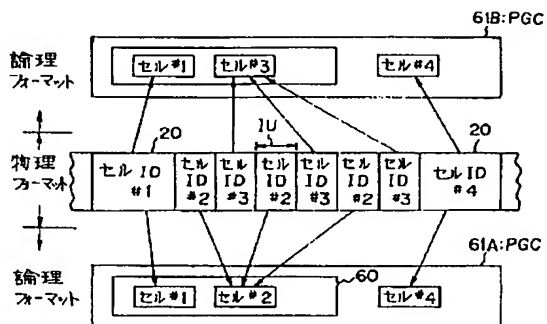 61B:PGC
論理
フォーマット
セル#1
セル#3
セル#4
20
IU
20
物理
フォーマット
セル ID #1
セル ID #2
セル ID #3
セル ID #2
セル ID #3
セル ID #2
セル ID #3
セル ID #4
61A:PGC
論理
フォーマット
60
セル#1
セル#2
セル#4